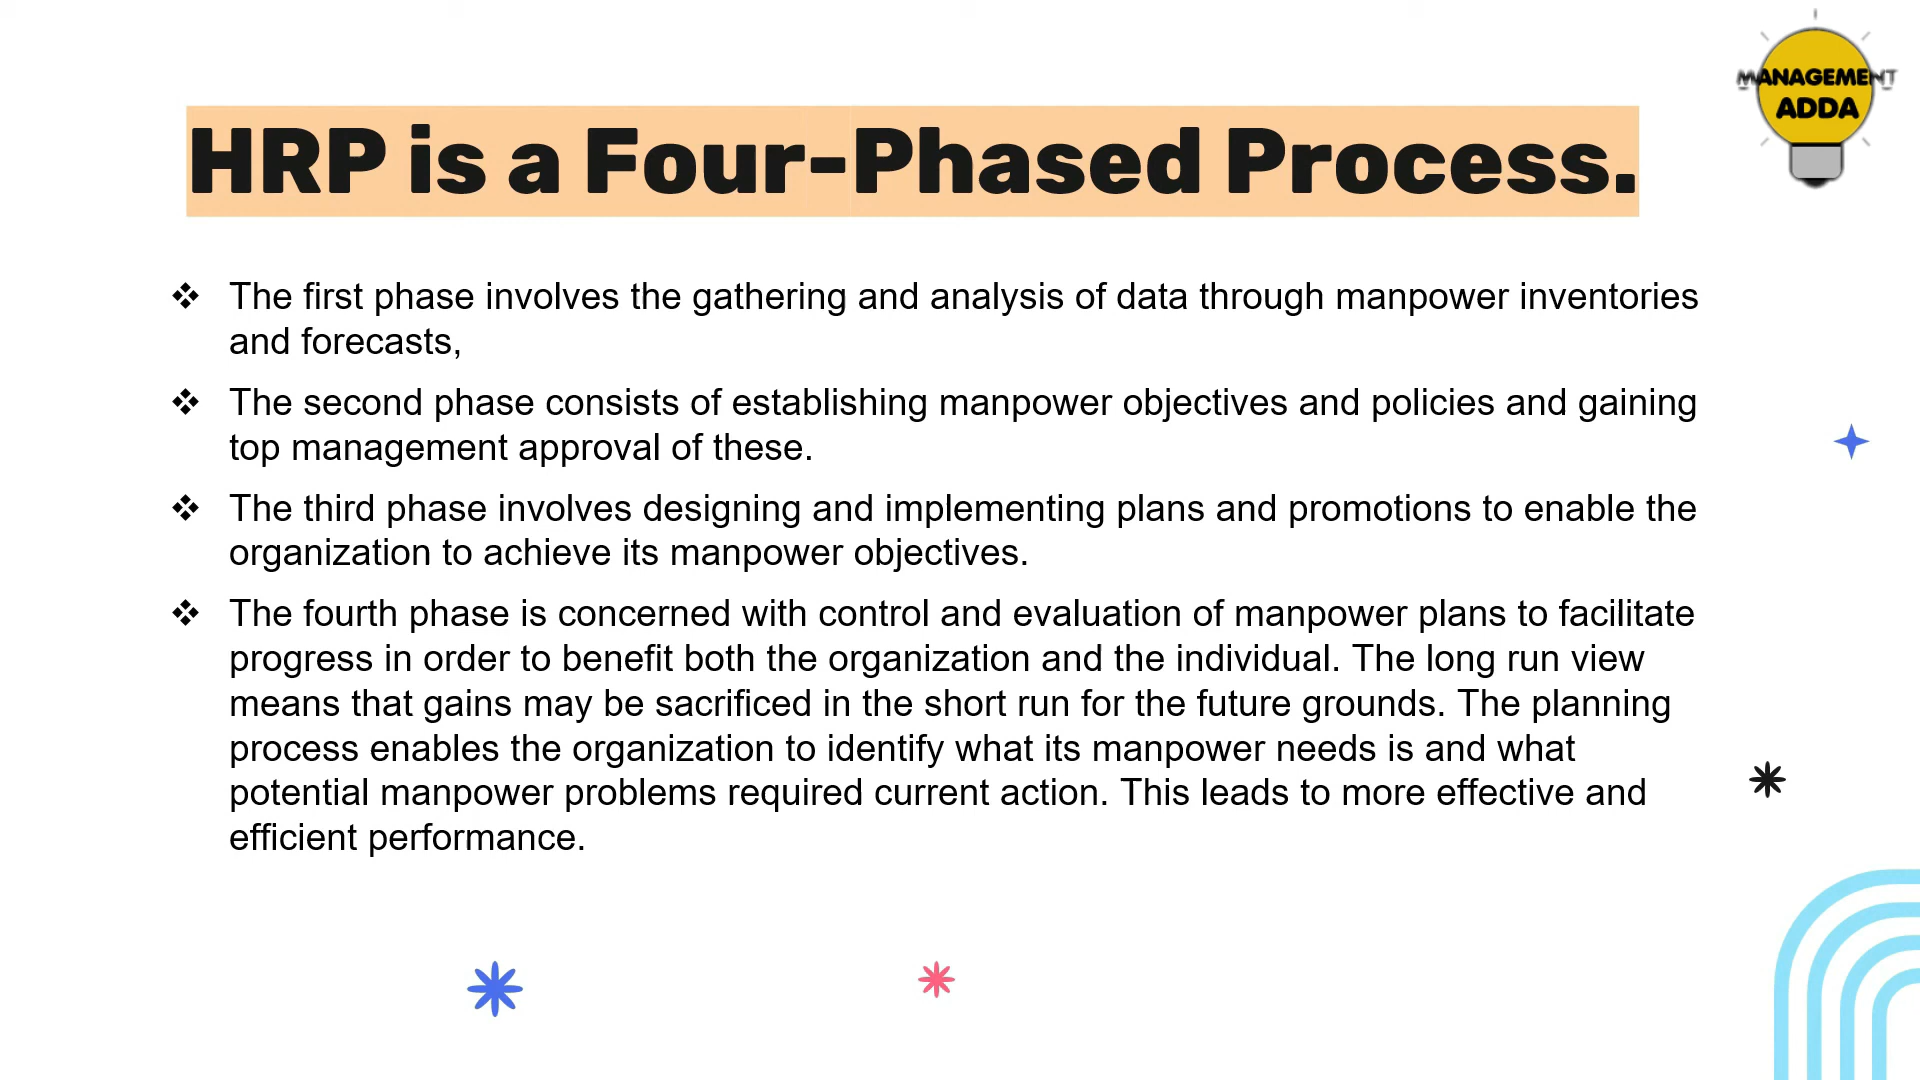 MANAGEMENT
ADDA
HRP is a Four-Phased Process.
❖ The first phase involves the gathering and analysis of data through manpower inventories
and forecasts,
❖ The second phase consists of establishing manpower objectives and policies and gaining
top management approval of these.
❖ The third phase involves designing and implementing plans and promotions to enable the
organization to achieve its manpower objectives.
❖ The fourth phase is concerned with control and evaluation of manpower plans to facilitate
progress in order to benefit both the organization and the individual. The long run view
means that gains may be sacrificed in the short run for the future grounds. The planning
process enables the organization to identify what its manpower needs is and what
potential manpower problems required current action. This leads to more effective and
efficient performance.